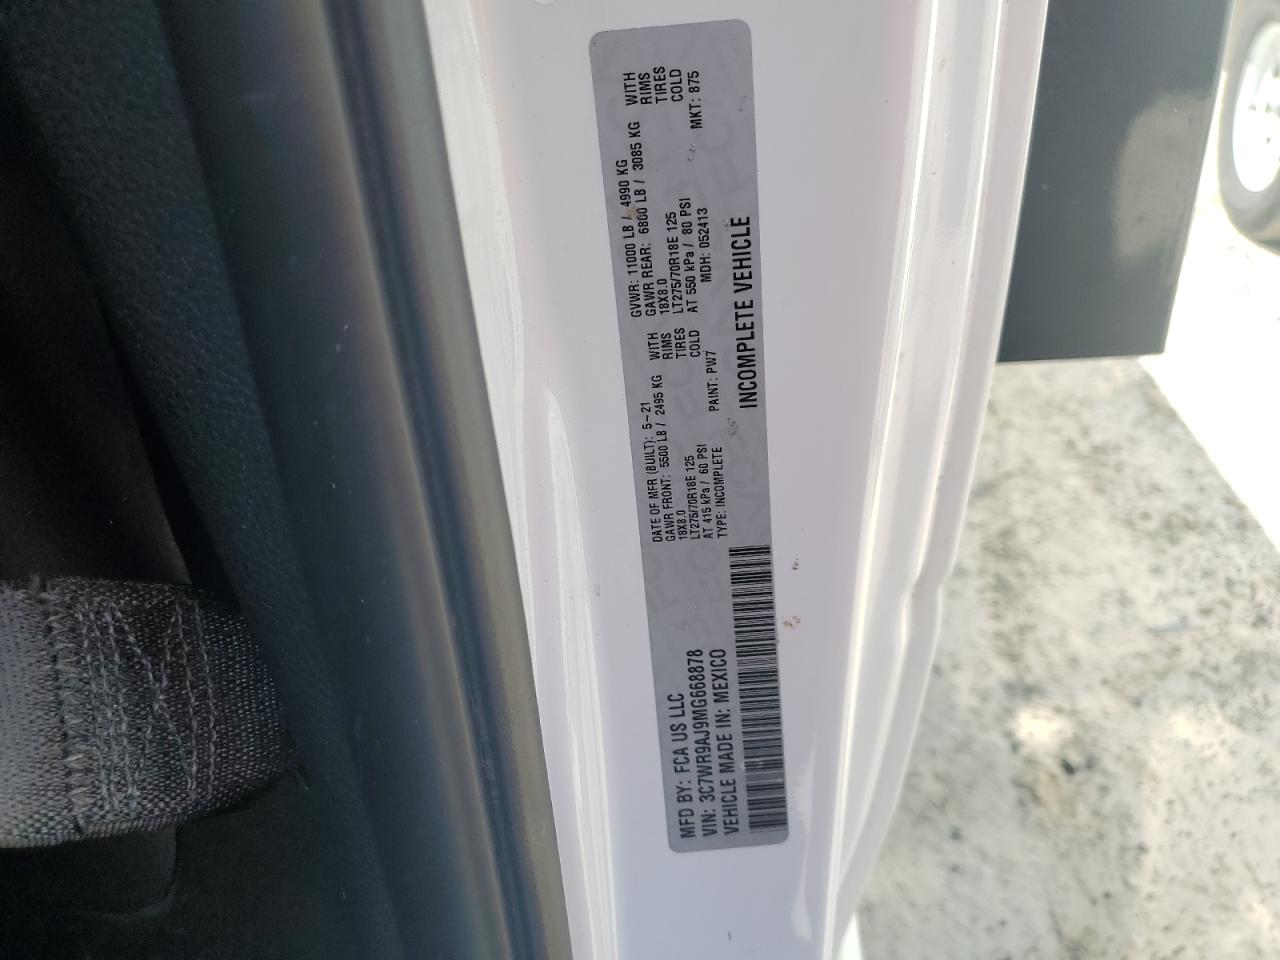 MFD BY: FCA US LLC
VIN: 3C7WR9AJ9MG668878
VEHICLE MADE IN: MEXICO
DATE OF MFR (BUILT): 5-21 GVWR: 11000 LB / 4990 KG
GAWR FRONT: 5500 LB / 2495 KG WITH GAWR REAR: 6800 LB / 3085 KG WITH
18X8.0 RIMS 18X8.0 RIMS
LT275/70R18E 125 TIRES LT275/70R18E 125 TIRES
AT 415 kPa / 60 PSI COLD AT 550 kPa / 80 PSI COLD
TYPE: INCOMPLETE PAINT: PW7 MDH: 052413 MKT: 875
INCOMPLETE VEHICLE